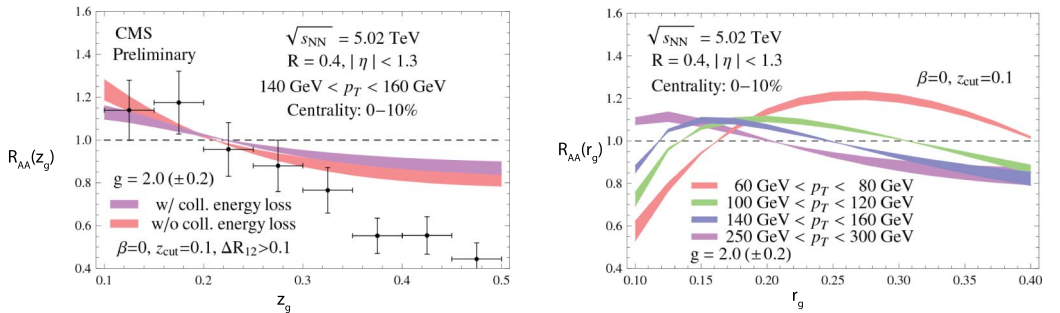 CMS
Preliminary
√sNN = 5.02 TeV
R = 0.4, | η | < 1.3
140 GeV < pT < 160 GeV
Centrality: 0−10%
g = 2.0 (±0.2)
w/ coll. energy loss
w/o coll. energy loss
β=0, zcut=0.1, ΔR12>0.1
RAA(zg)
1.6
1.4
1.2
1.0
0.8
0.6
0.4
0.1 0.2 0.3 0.4 0.5
zg
√sNN = 5.02 TeV
R = 0.4, | η | < 1.3
Centrality: 0−10%
β=0, zcut=0.1
60 GeV < pT < 80 GeV
100 GeV < pT < 120 GeV
140 GeV < pT < 160 GeV
250 GeV < pT < 300 GeV
g = 2.0 (±0.2)
RAA(rg)
1.6
1.4
1.2
1.0
0.8
0.6
0.4
0.10 0.15 0.20 0.25 0.30 0.35 0.40
rg